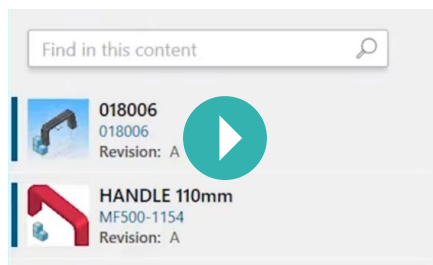 Find in this content
018006
018006
Revision: A
HANDLE 110mm
MF500-1154
Revision: A